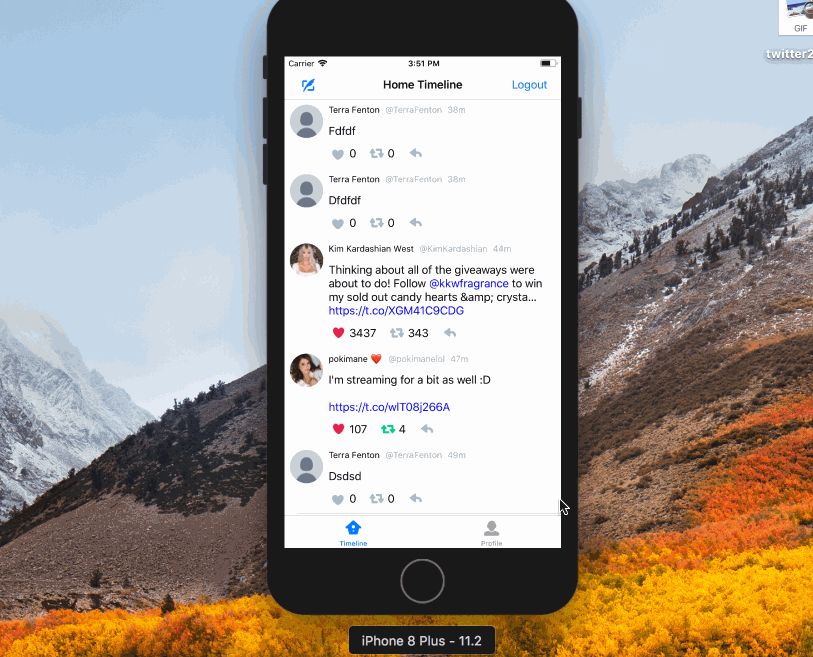 GIF
twitter2
Carrier 3:51 PM
Home Timeline Logout
Terra Fenton @TerraFenton 38m
Fdfdf
0 0
Terra Fenton @TerraFenton 38m
Dfdfdf
0 0
Kim Kardashian West @KimKardashian 44m
Thinking about all of the giveaways were
about to do! Follow @kkwfragrance to win
my sold out candy hearts &amp; crysta...
https://t.co/XGM41C9CDG
3437 343
pokimane ❤️ @pokimanelol 47m
I'm streaming for a bit as well :D
https://t.co/wlT08j266A
107 4
Terra Fenton @TerraFenton 49m
Dsdsd
0 0
Timeline Profile
iPhone 8 Plus - 11.2